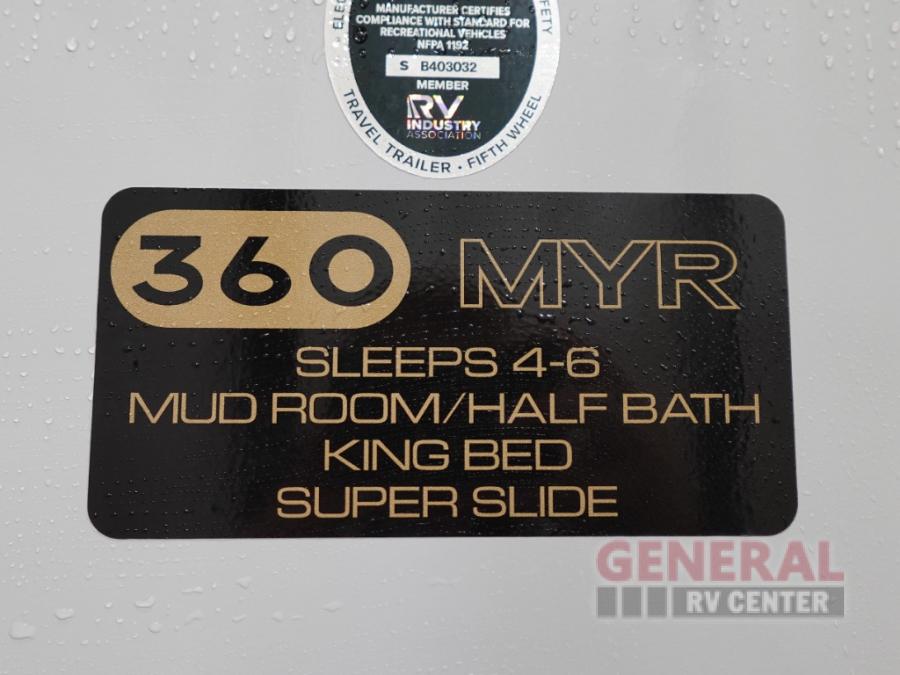 MANUFACTURER CERTIFIES
COMPLIANCE WITH STANDARD FOR
RECREATIONAL VEHICLES
NFPA 1192
S B403032
MEMBER
RV
INDUSTRY
ASSOCIATION
TRAVEL TRAILER • FIFTH WHEEL
360 MYR
SLEEPS 4-6
MUD ROOM/HALF BATH
KING BED
SUPER SLIDE
GENERAL
RV CENTER